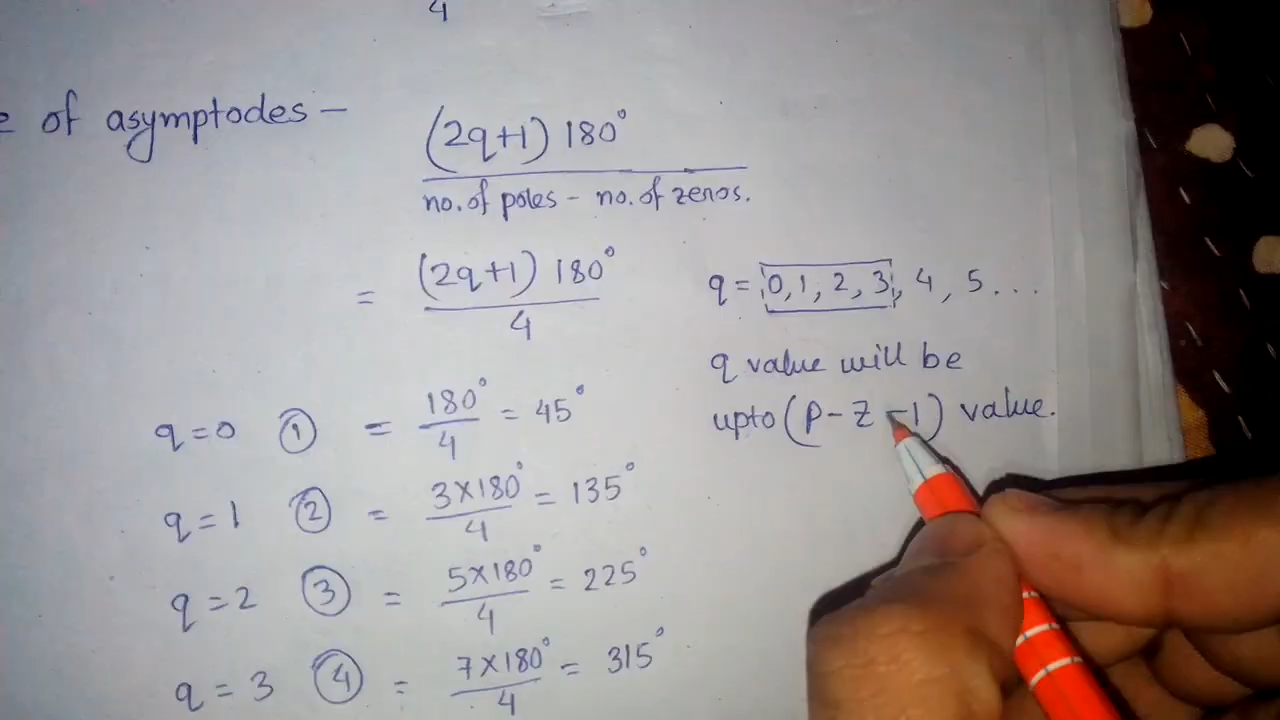 4
e of asymptodes - (2q+1) 180°
no. of poles - no. of zeros.
= (2q+1) 180° / 4
q = 0, 1, 2, 3, 4, 5 ...
q value will be
upto (P - Z - 1) value.
q = 0 ① = 180° / 4 = 45°
q = 1 ② = 3×180° / 4 = 135°
q = 2 ③ = 5×180° / 4 = 225°
q = 3 ④ = 7×180° / 4 = 315°